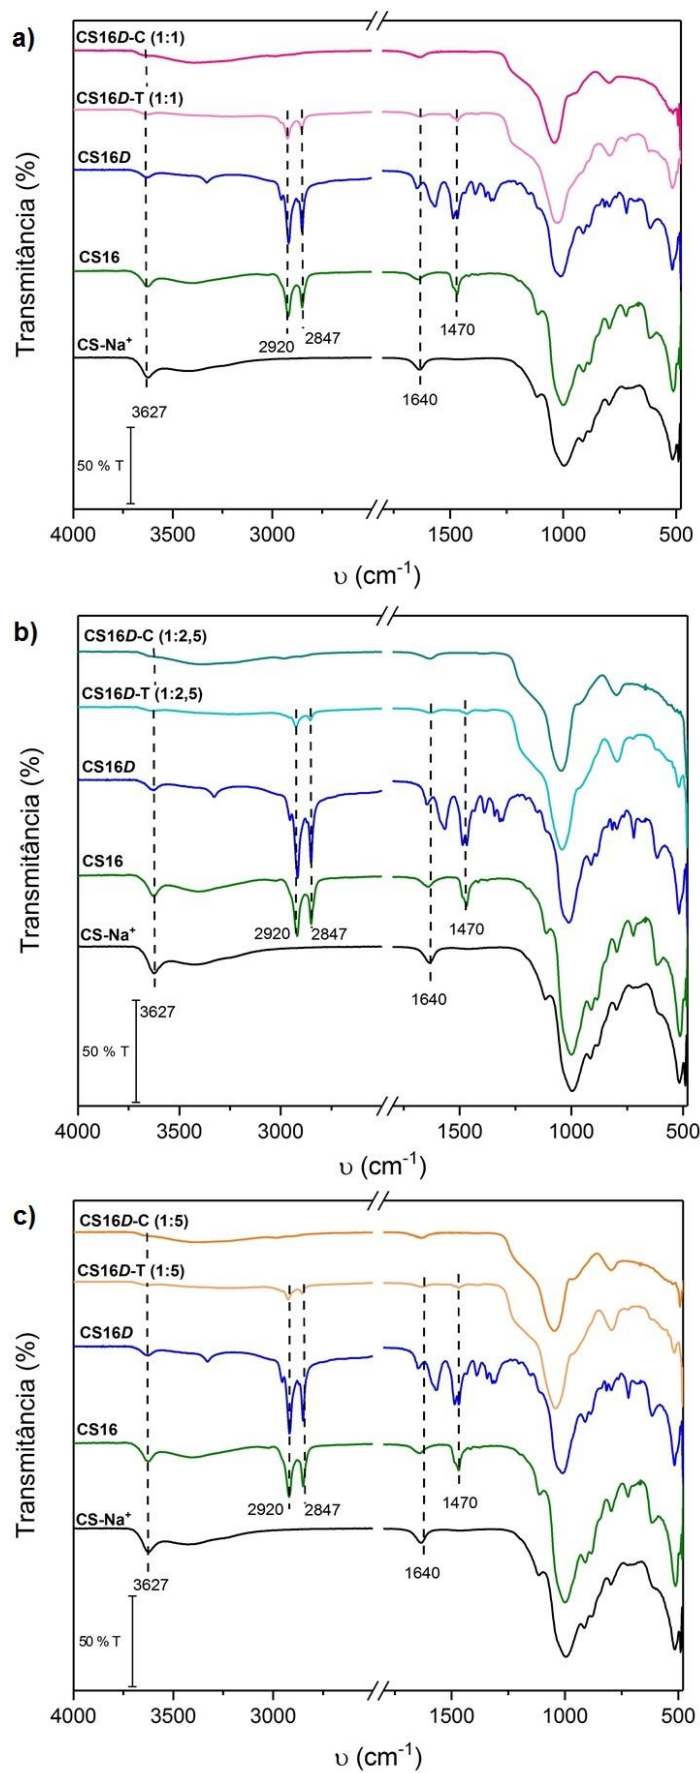 a)
CS16D-C (1:1)
CS16D-T (1:1)
CS16D
CS16
CS-Na⁺
2920
2847
1470
1640
3627
50 % T
Transmitância (%)
4000
3500
3000
1500
1000
500
υ (cm⁻¹)
b)
CS16D-C (1:2,5)
CS16D-T (1:2,5)
CS16D
CS16
CS-Na⁺
2920
2847
1470
1640
3627
50 % T
Transmitância (%)
4000
3500
3000
1500
1000
500
υ (cm⁻¹)
c)
CS16D-C (1:5)
CS16D-T (1:5)
CS16D
CS16
CS-Na⁺
2920
2847
1470
1640
3627
50 % T
Transmitância (%)
4000
3500
3000
1500
1000
500
υ (cm⁻¹)